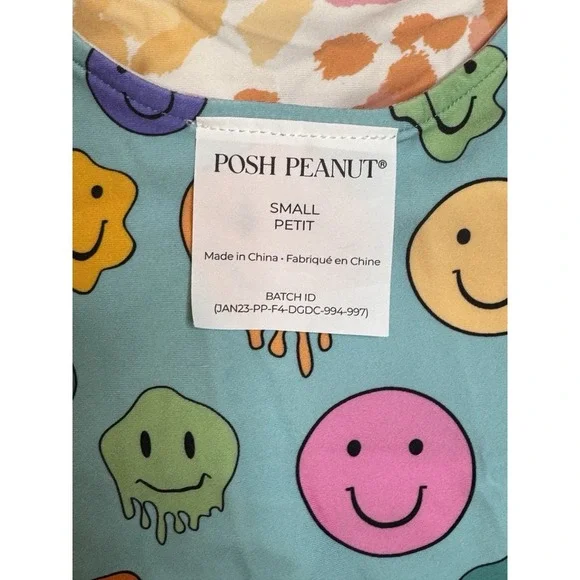 POSH PEANUT®
SMALL
PETIT
Made in China • Fabriqué en Chine
BATCH ID
(JAN23-PP-F4-DGDC-994-997)